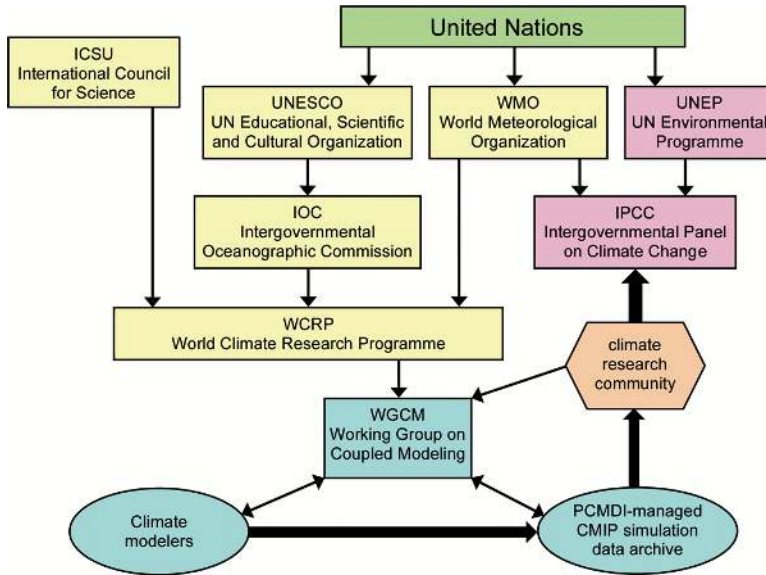 United Nations
ICSU
International Council
for Science
UNESCO
UN Educational, Scientific
and Cultural Organization
WMO
World Meteorological
Organization
UNEP
UN Environmental
Programme
IOC
Intergovernmental
Oceanographic Commission
IPCC
Intergovernmental Panel
on Climate Change
WCRP
World Climate Research Programme
climate
research
community
WGCM
Working Group on
Coupled Modeling
Climate
modelers
PCMDI-managed
CMIP simulation
data archive